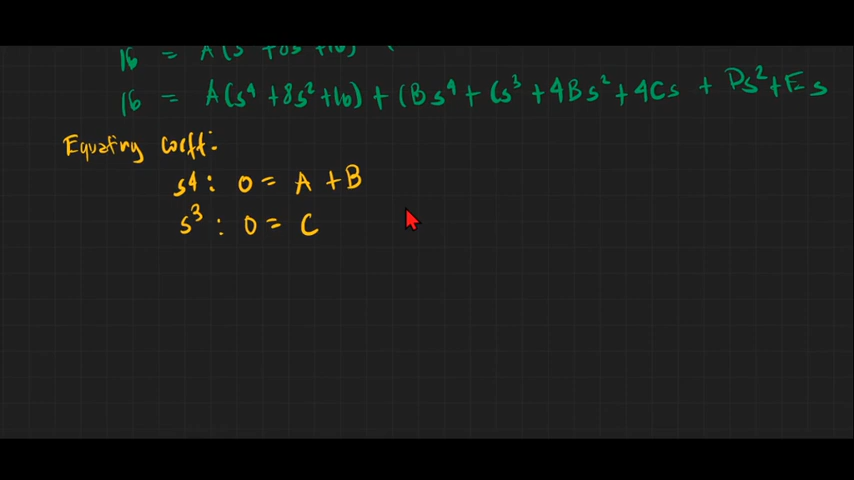 16 = A(s⁴ + 8s² + 16) + (Bs⁴ + Cs³ + 4Bs² + 4Cs + Ds² + Es
Equating coeff:
s4 : 0 = A + B
s³ : 0 = C